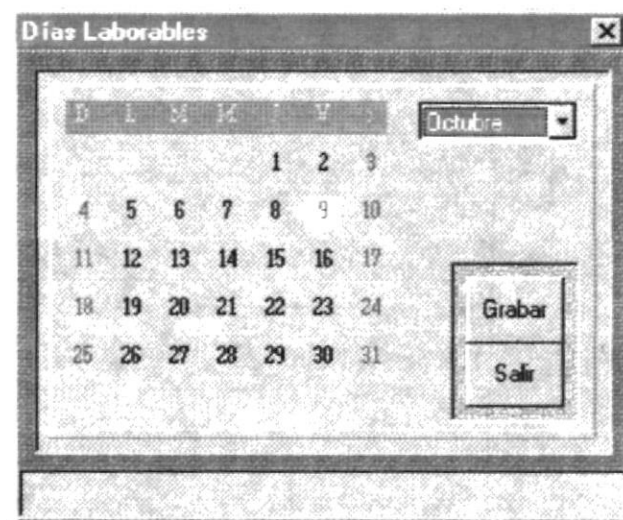 Días Laborables
D L M M J V S
Octubre
1 2 3
4 5 6 7 8 9 10
11 12 13 14 15 16 17
18 19 20 21 22 23 24
25 26 27 28 29 30 31
Grabar
Salir